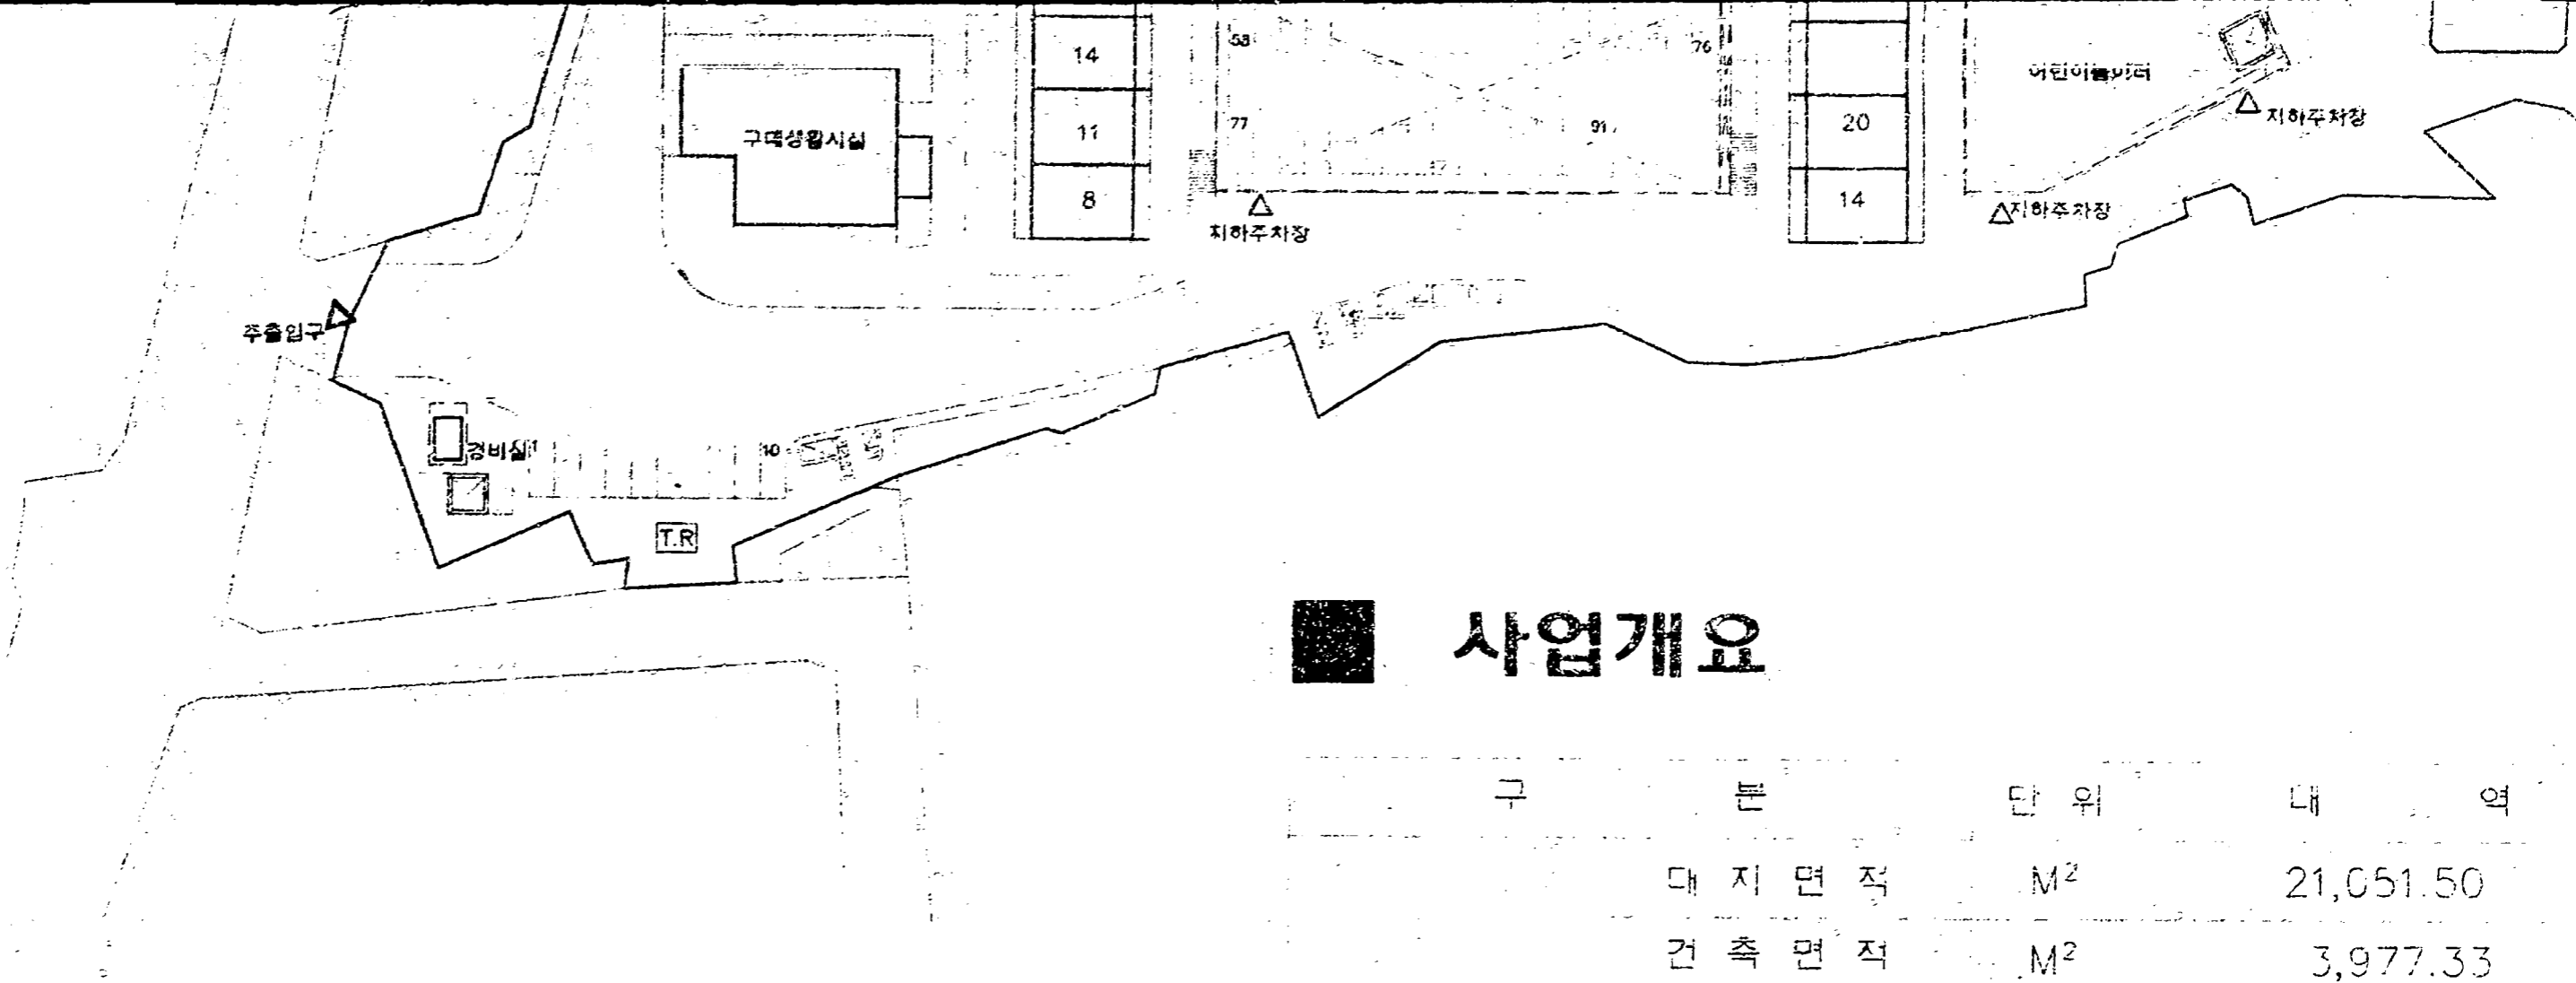 58
76
14
어린이놀이터
지하주차장
77
91
11
20
구매생활시설
8
14
지하주차장
지하주차장
주출입구
경비실
1
10
T.R
사업개요
구 분 단 위 내 역
대 지 면 적 M² 21,051.50
건 축 면 적 M² 3,977.33